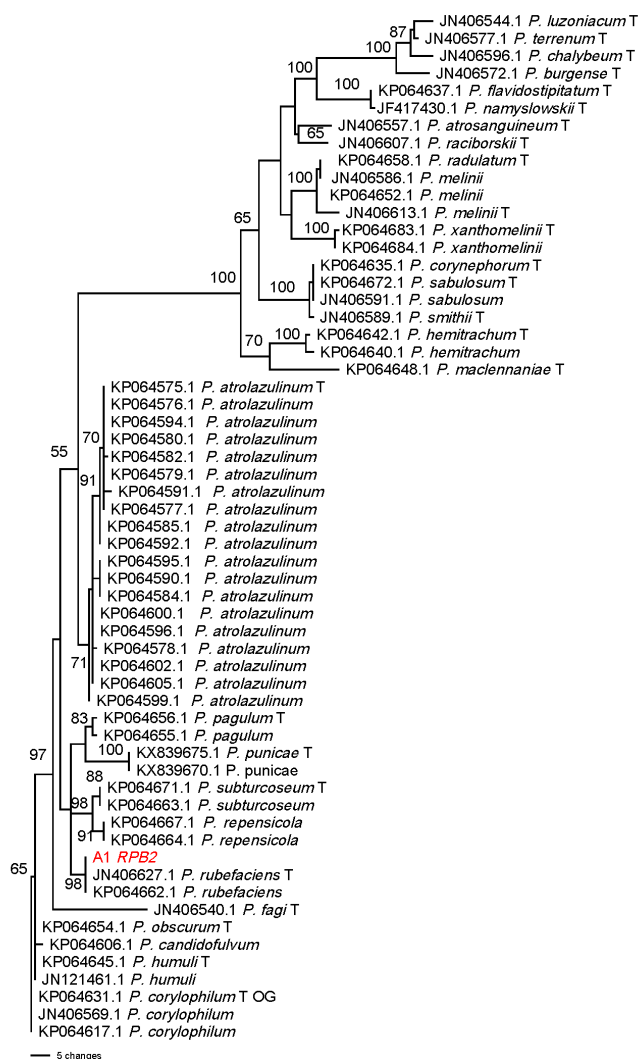 JN406544.1 P. luzoniacum T
87
JN406577.1 P. terrenum T
100
JN406596.1 P. chalybeum T
100
JN406572.1 P. burgense T
100
KP064637.1 P. flavidostipitatum T
JF417430.1 P. namyslowskii T
JN406557.1 P. atrosanguineum T
65
JN406607.1 P. raciborskii T
KP064658.1 P. radulatum T
100
JN406586.1 P. melinii
KP064652.1 P. melinii
JN406613.1 P. melinii T
65
100
KP064683.1 P. xanthomelinii T
KP064684.1 P. xanthomelinii
KP064635.1 P. corynephorum T
100
100
KP064672.1 P. sabulosum T
JN406591.1 P. sabulosum
JN406589.1 P. smithii T
100
KP064642.1 P. hemitrachum T
70
KP064640.1 P. hemitrachum
KP064648.1 P. maclennaniae T
KP064575.1 P. atrolazulinum T
KP064576.1 P. atrolazulinum
KP064594.1 P. atrolazulinum
70
KP064580.1 P. atrolazulinum
55
KP064582.1 P. atrolazulinum
KP064579.1 P. atrolazulinum
91
KP064591.1 P. atrolazulinum
KP064577.1 P. atrolazulinum
KP064585.1 P. atrolazulinum
KP064592.1 P. atrolazulinum
KP064595.1 P. atrolazulinum
KP064590.1 P. atrolazulinum
KP064584.1 P. atrolazulinum
KP064600.1 P. atrolazulinum
KP064596.1 P. atrolazulinum
KP064578.1 P. atrolazulinum
71
KP064602.1 P. atrolazulinum
KP064605.1 P. atrolazulinum
KP064599.1 P. atrolazulinum
83
KP064656.1 P. pagulum T
KP064655.1 P. pagulum
97
100
KX839675.1 P. punicae T
KX839670.1 P. punicae
88
KP064671.1 P. subturcoseum T
98
KP064663.1 P. subturcoseum
KP064667.1 P. repensicola
91
KP064664.1 P. repensicola
A1 RPB2
65
JN406627.1 P. rubefaciens T
98
KP064662.1 P. rubefaciens
JN406540.1 P. fagi T
KP064654.1 P. obscurum T
KP064606.1 P. candidofulvum
KP064645.1 P. humuli T
JN121461.1 P. humuli
KP064631.1 P. corylophilum T OG
JN406569.1 P. corylophilum
KP064617.1 P. corylophilum
5 changes